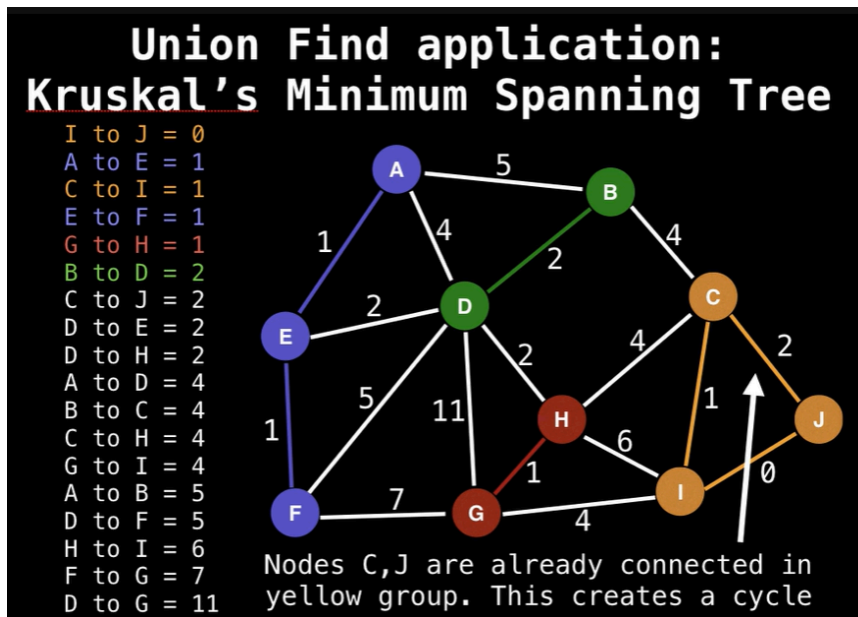 Union Find application:
Kruskal’s Minimum Spanning Tree
I to J = 0
A to E = 1
C to I = 1
E to F = 1
G to H = 1
B to D = 2
C to J = 2
D to E = 2
D to H = 2
A to D = 4
B to C = 4
C to H = 4
G to I = 4
A to B = 5
D to F = 5
H to I = 6
F to G = 7
D to G = 11
A
5
B
1
4
2
4
C
E
2
D
2
4
2
5
11
1
J
1
H
6
1
0
F
7
G
4
I
Nodes C,J are already connected in
yellow group. This creates a cycle